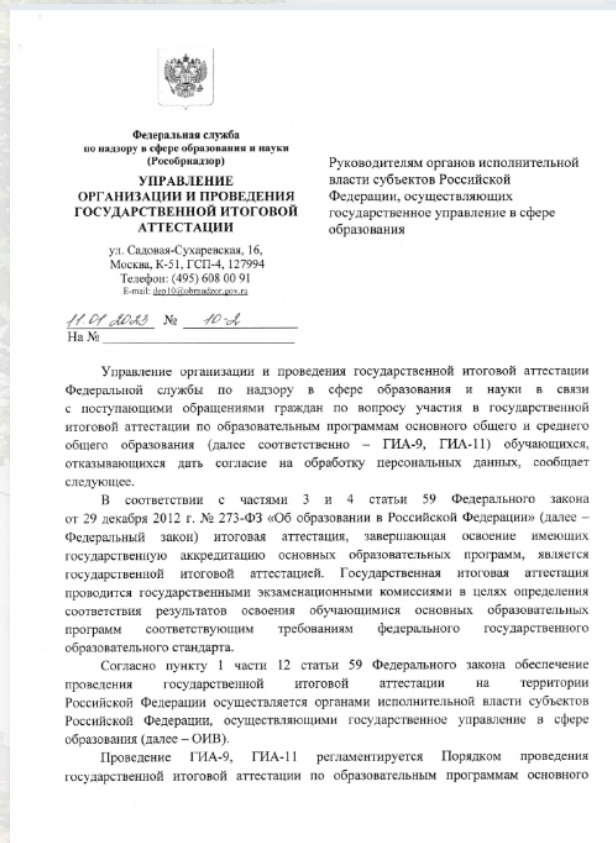 Федеральная служба
по надзору в сфере образования и науки
(Рособрнадзор)
УПРАВЛЕНИЕ
ОРГАНИЗАЦИИ И ПРОВЕДЕНИЯ
ГОСУДАРСТВЕННОЙ ИТОГОВОЙ
АТТЕСТАЦИИ
ул. Садовая-Сухаревская, 16,
Москва, К-51, ГСП-4, 127994
Телефон: (495) 608 00 91
E-mail: dep10@obrnadzor.gov.ru
11.01.2023 № 10-2
На №
Руководителям органов исполнительной
власти субъектов Российской
Федерации, осуществляющих
государственное управление в сфере
образования
Управление организации и проведения государственной итоговой аттестации
Федеральной службы по надзору в сфере образования и науки в связи
с поступающими обращениями граждан по вопросу участия в государственной
итоговой аттестации по образовательным программам основного общего и среднего
общего образования (далее соответственно – ГИА-9, ГИА-11) обучающихся,
отказывающихся дать согласие на обработку персональных данных, сообщает
следующее.
В соответствии с частями 3 и 4 статьи 59 Федерального закона
от 29 декабря 2012 г. № 273-ФЗ «Об образовании в Российской Федерации» (далее –
Федеральный закон) итоговая аттестация, завершающая освоение имеющих
государственную аккредитацию основных образовательных программ, является
государственной итоговой аттестацией. Государственная итоговая аттестация
проводится государственными экзаменационными комиссиями в целях определения
соответствия результатов освоения обучающимися основных образовательных
программ соответствующим требованиям федерального государственного
образовательного стандарта.
Согласно пункту 1 части 12 статьи 59 Федерального закона обеспечение
проведения государственной итоговой аттестации на территории
Российской Федерации осуществляется органами исполнительной власти субъектов
Российской Федерации, осуществляющими государственное управление в сфере
образования (далее – ОИВ).
Проведение ГИА-9, ГИА-11 регламентируется Порядком проведения
государственной итоговой аттестации по образовательным программам основного